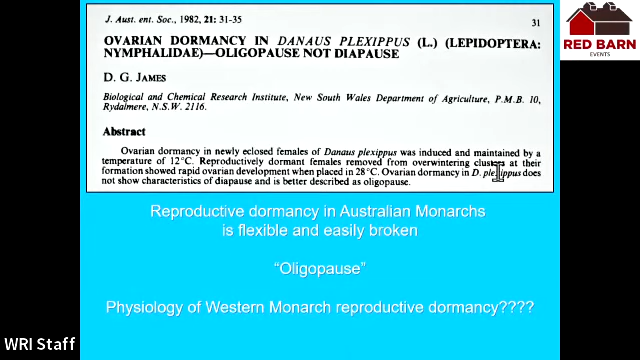 J. Aust. ent. Soc., 1982, 21: 31-35
31
OVARIAN DORMANCY IN DANAUS PLEXIPPUS (L.) (LEPIDOPTERA:
NYMPHALIDAE)—OLIGOPAUSE NOT DIAPAUSE
D. G. JAMES
Biological and Chemical Research Institute, New South Wales Department of Agriculture, P.M.B. 10,
Rydalmere, N.S.W. 2116.
Abstract
Ovarian dormancy in newly eclosed females of Danaus plexippus was induced and maintained by a
temperature of 12°C. Reproductively dormant females removed from overwintering clusters at their
formation showed rapid ovarian development when placed in 28°C. Ovarian dormancy in D. plexippus does
not show characteristics of diapause and is better described as oligopause.
Reproductive dormancy in Australian Monarchs
is flexible and easily broken
“Oligopause”
Physiology of Western Monarch reproductive dormancy????
RED BARN
EVENTS
WRI Staff